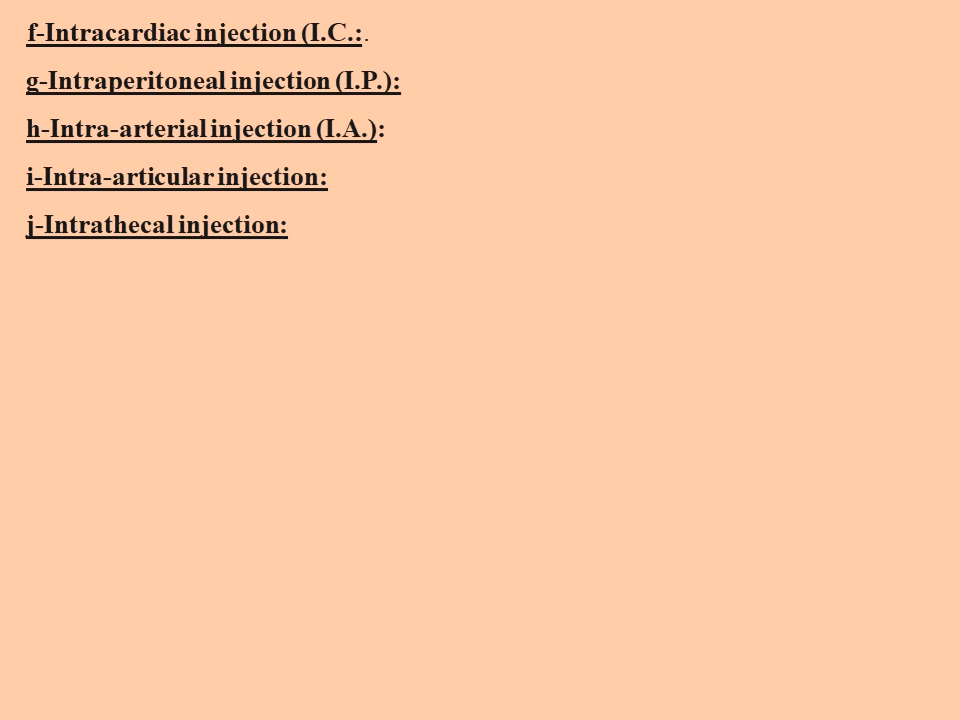 f-Intracardiac injection (I.C.:.
g-Intraperitoneal injection (I.P.):
h-Intra-arterial injection (I.A.):
i-Intra-articular injection:
j-Intrathecal injection: